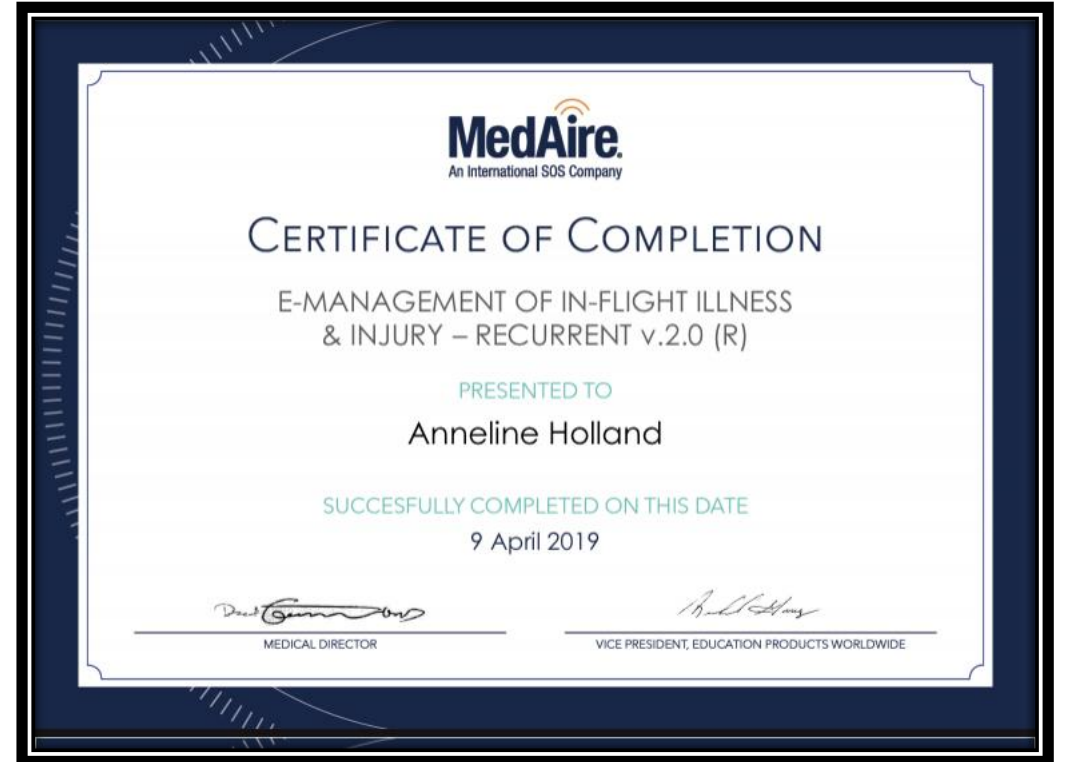 MedAire.
An International SOS Company
CERTIFICATE OF COMPLETION
E-MANAGEMENT OF IN-FLIGHT ILLNESS
& INJURY – RECURRENT v.2.0 (R)
PRESENTED TO
Anneline Holland
SUCCESFULLY COMPLETED ON THIS DATE
9 April 2019
MEDICAL DIRECTOR
VICE PRESIDENT, EDUCATION PRODUCTS WORLDWIDE